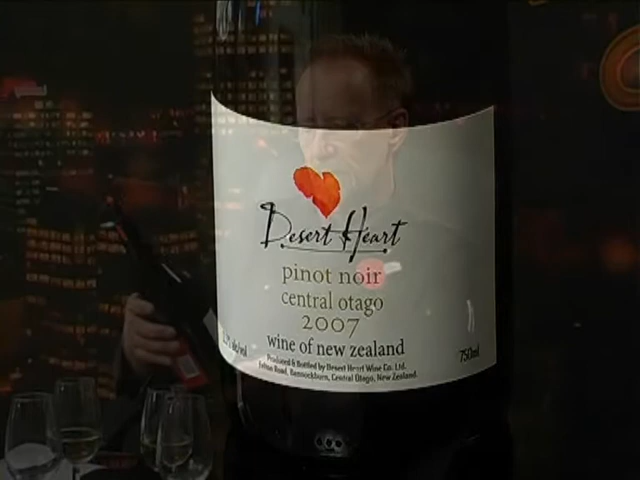 Desert Heart
pinot noir
central otago
2007
wine of new zealand
750ml
Produced & Bottled by Desert Heart Wine Co. Ltd.
Felton Road, Bannockburn, Central Otago, New Zealand.